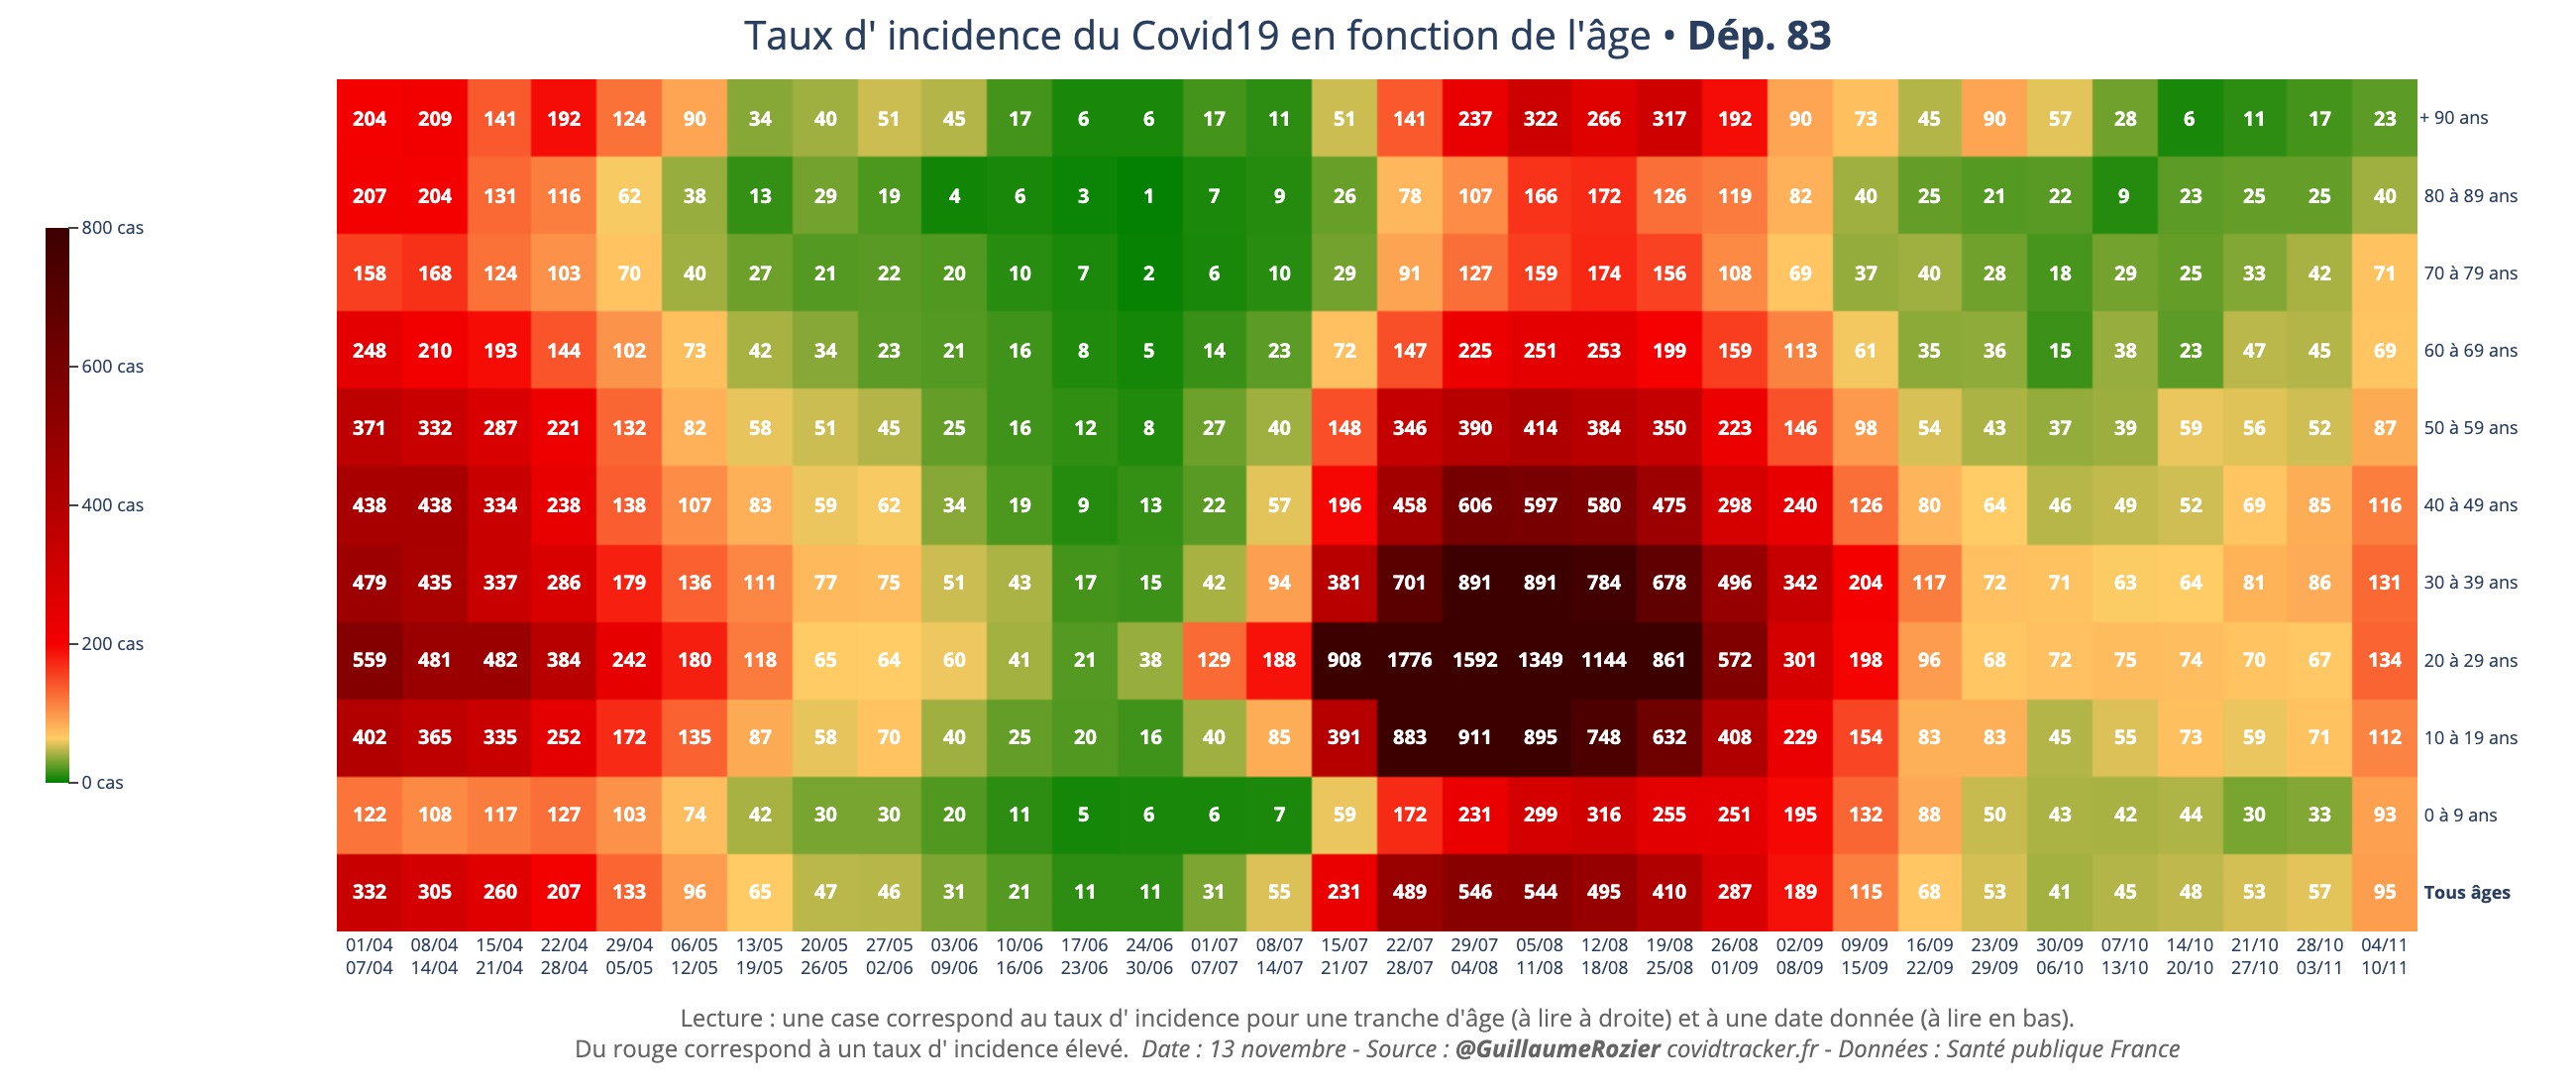 Taux d' incidence du Covid19 en fonction de l'âge • Dép. 83
800 cas
600 cas
400 cas
200 cas
0 cas
204 209 141 192 124 90 34 40 51 45 17 6 6 17 11 51 141 237 322 266 317 192 90 73 45 90 57 28 6 11 17 23 + 90 ans
207 204 131 116 62 38 13 29 19 4 6 3 1 7 9 26 78 107 166 172 126 119 82 40 25 21 22 9 23 25 25 40 80 à 89 ans
158 168 124 103 70 40 27 21 22 20 10 7 2 6 10 29 91 127 159 174 156 108 69 37 40 28 18 29 25 33 42 71 70 à 79 ans
248 210 193 144 102 73 42 34 23 21 16 8 5 14 23 72 147 225 251 253 199 159 113 61 35 36 15 38 23 47 45 69 60 à 69 ans
371 332 287 221 132 82 58 51 45 25 16 12 8 27 40 148 346 390 414 384 350 223 146 98 54 43 37 39 59 56 52 87 50 à 59 ans
438 438 334 238 138 107 83 59 62 34 19 9 13 22 57 196 458 606 597 580 475 298 240 126 80 64 46 49 52 69 85 116 40 à 49 ans
479 435 337 286 179 136 111 77 75 51 43 17 15 42 94 381 701 891 891 784 678 496 342 204 117 72 71 63 64 81 86 131 30 à 39 ans
559 481 482 384 242 180 118 65 64 60 41 21 38 129 188 908 1776 1592 1349 1144 861 572 301 198 96 68 72 75 74 70 67 134 20 à 29 ans
402 365 335 252 172 135 87 58 70 40 25 20 16 40 85 391 883 911 895 748 632 408 229 154 83 83 45 55 73 59 71 112 10 à 19 ans
122 108 117 127 103 74 42 30 30 20 11 5 6 6 7 59 172 231 299 316 255 251 195 132 88 50 43 42 44 30 33 93 0 à 9 ans
332 305 260 207 133 96 65 47 46 31 21 11 11 31 55 231 489 546 544 495 410 287 189 115 68 53 41 45 48 53 57 95 Tous âges
01/04 08/04 15/04 22/04 29/04 06/05 13/05 20/05 27/05 03/06 10/06 17/06 24/06 01/07 08/07 15/07 22/07 29/07 05/08 12/08 19/08 26/08 02/09 09/09 16/09 23/09 30/09 07/10 14/10 21/10 28/10 04/11
07/04 14/04 21/04 28/04 05/05 12/05 19/05 26/05 02/06 09/06 16/06 23/06 30/06 07/07 14/07 21/07 28/07 04/08 11/08 18/08 25/08 01/09 08/09 15/09 22/09 29/09 06/10 13/10 20/10 27/10 03/11 10/11
Lecture : une case correspond au taux d' incidence pour une tranche d'âge (à lire à droite) et à une date donnée (à lire en bas).
Du rouge correspond à un taux d' incidence élevé. Date : 13 novembre - Source : @GuillaumeRozier covidtracker.fr - Données : Santé publique France